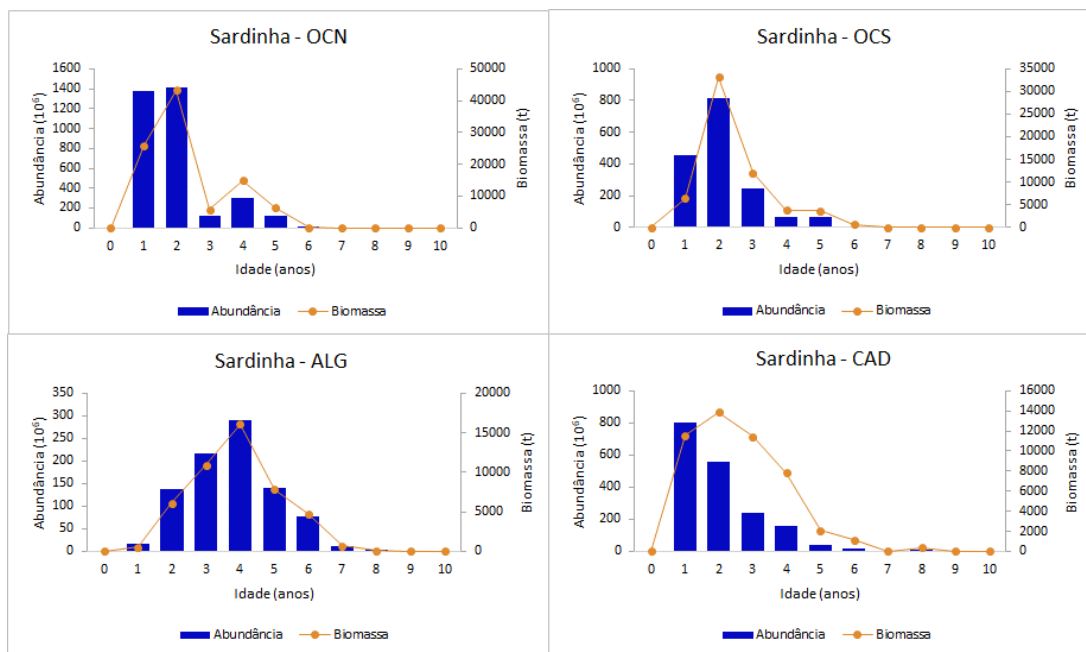 Sardinha - OCN
Abundância (10⁶)
1600
1400
1200
1000
800
600
400
200
0
50000
40000
30000
20000
10000
0
Biomassa (t)
0 1 2 3 4 5 6 7 8 9 10
Idade (anos)
Abundância Biomassa
Sardinha - OCS
Abundância (10⁶)
1000
800
600
400
200
0
35000
30000
25000
20000
15000
10000
5000
0
Biomassa (t)
0 1 2 3 4 5 6 7 8 9 10
Idade (anos)
Abundância Biomassa
Sardinha - ALG
Abundância (10⁶)
350
300
250
200
150
100
50
0
20000
15000
10000
5000
0
Biomassa (t)
0 1 2 3 4 5 6 7 8 9 10
Idade (anos)
Abundância Biomassa
Sardinha - CAD
Abundância (10⁶)
1000
800
600
400
200
0
16000
14000
12000
10000
8000
6000
4000
2000
0
Biomassa (t)
0 1 2 3 4 5 6 7 8 9 10
Idade (anos)
Abundância Biomassa